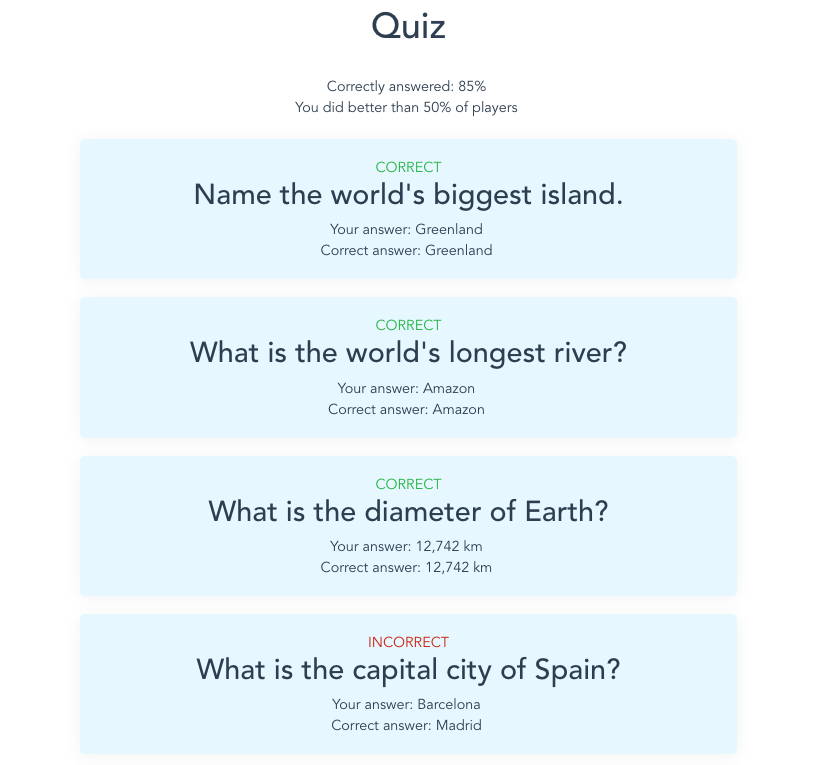 Quiz
Correctly answered: 85%
You did better than 50% of players
CORRECT
Name the world's biggest island.
Your answer: Greenland
Correct answer: Greenland
CORRECT
What is the world's longest river?
Your answer: Amazon
Correct answer: Amazon
CORRECT
What is the diameter of Earth?
Your answer: 12,742 km
Correct answer: 12,742 km
INCORRECT
What is the capital city of Spain?
Your answer: Barcelona
Correct answer: Madrid